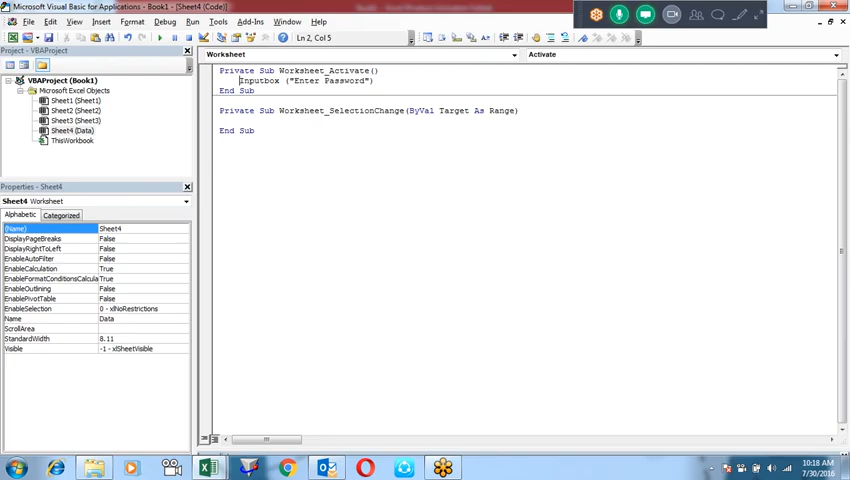 Microsoft Visual Basic for Applications - Book1 - [Sheet4 (Code)]
File Edit View Insert Format Debug Run Tools Add-Ins Window Help
Ln 2, Col 5
Project - VBAProject
VBAProject (Book1)
Microsoft Excel Objects
Sheet1 (Sheet1)
Sheet2 (Sheet2)
Sheet3 (Sheet3)
Sheet4 (Data)
ThisWorkbook
Properties - Sheet4
Sheet4 Worksheet
Alphabetic Categorized
(Name) Sheet4
DisplayPageBreaks False
DisplayRightToLeft False
EnableAutoFilter False
EnableCalculation True
EnableFormatConditionsCalcula True
EnableOutlining False
EnablePivotTable False
EnableSelection 0 - xlNoRestrictions
Name Data
ScrollArea
StandardWidth 8.11
Visible -1 - xlSheetVisible
Worksheet Activate
Private Sub Worksheet_Activate()
Inputbox ("Enter Password")
End Sub
Private Sub Worksheet_SelectionChange(ByVal Target As Range)
End Sub
10:18 AM
7/30/2016